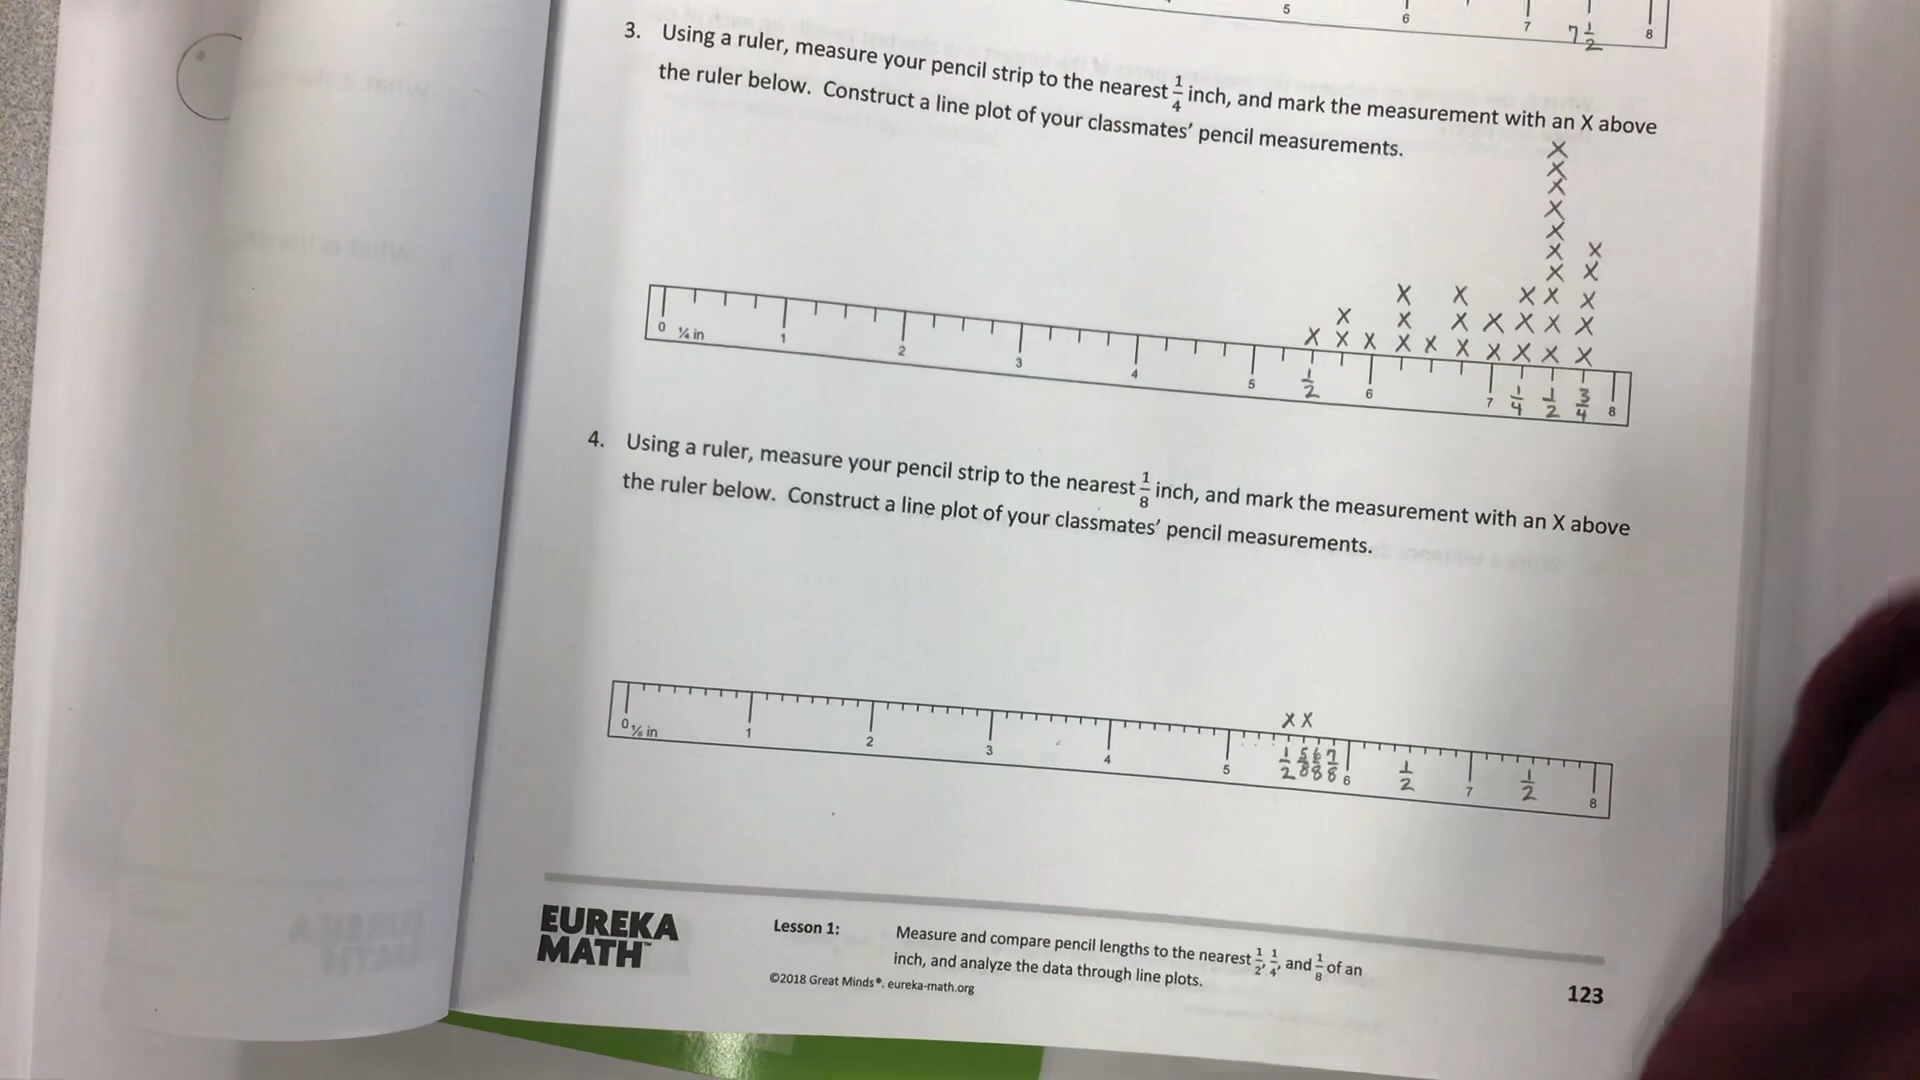 5 6 7 7 1/2 8
3. Using a ruler, measure your pencil strip to the nearest 1/4 inch, and mark the measurement with an X above
the ruler below. Construct a line plot of your classmates' pencil measurements.
X
X
X
X
X
X X
X X
X X X X X
X X X X X X X
X X X X X X X X X X
0 1/4 in 1 2 3 4 5 1/2 6 7 1/4 1/2 3/4 8
4. Using a ruler, measure your pencil strip to the nearest 1/8 inch, and mark the measurement with an X above
the ruler below. Construct a line plot of your classmates' pencil measurements.
X X
0 1/8 in 1 2 3 4 5 1/2 5/8 6/8 7/8 6 1/2 7 1/2 8
EUREKA
MATH™
Lesson 1: Measure and compare pencil lengths to the nearest 1/2, 1/4, and 1/8 of an
inch, and analyze the data through line plots.
©2018 Great Minds®. eureka-math.org
123